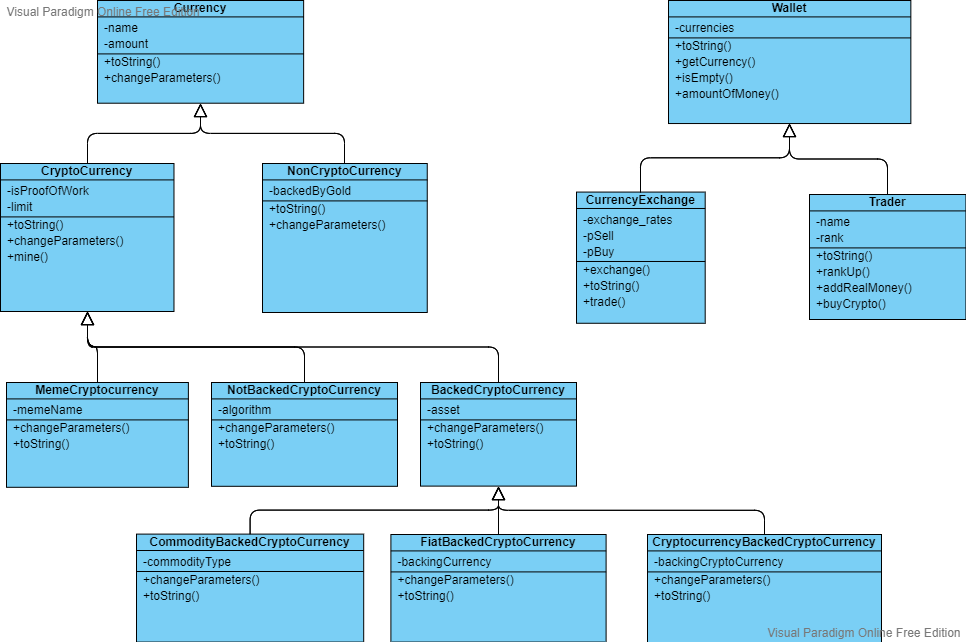 Visual Paradigm Online Free Edition
Currency
-name
-amount
+toString()
+changeParameters()
Wallet
-currencies
+toString()
+getCurrency()
+isEmpty()
+amountOfMoney()
CryptoCurrency
-isProofOfWork
-limit
+toString()
+changeParameters()
+mine()
NonCryptoCurrency
-backedByGold
+toString()
+changeParameters()
CurrencyExchange
-exchange_rates
-pSell
-pBuy
+exchange()
+toString()
+trade()
Trader
-name
-rank
+toString()
+rankUp()
+addRealMoney()
+buyCrypto()
MemeCryptocurrency
-memeName
+changeParameters()
+toString()
NotBackedCryptoCurrency
-algorithm
+changeParameters()
+toString()
BackedCryptoCurrency
-asset
+changeParameters()
+toString()
CommodityBackedCryptoCurrency
-commodityType
+changeParameters()
+toString()
FiatBackedCryptoCurrency
-backingCurrency
+changeParameters()
+toString()
CryptocurrencyBackedCryptoCurrency
-backingCryptoCurrency
+changeParameters()
+toString()
Visual Paradigm Online Free Edition